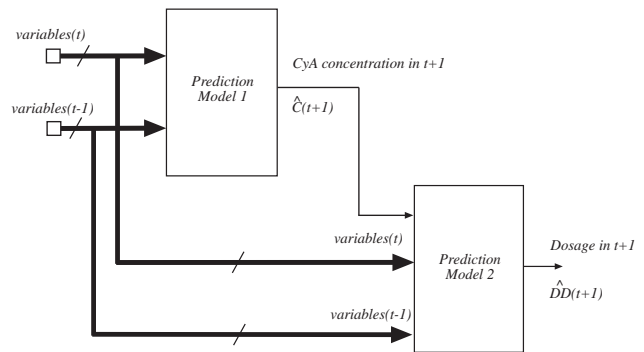 variables(t)
variables(t-1)
Prediction
Model 1
CyA concentration in t+1
Ĉ(t+1)
variables(t)
variables(t-1)
Prediction
Model 2
Dosage in t+1
D̂D(t+1)